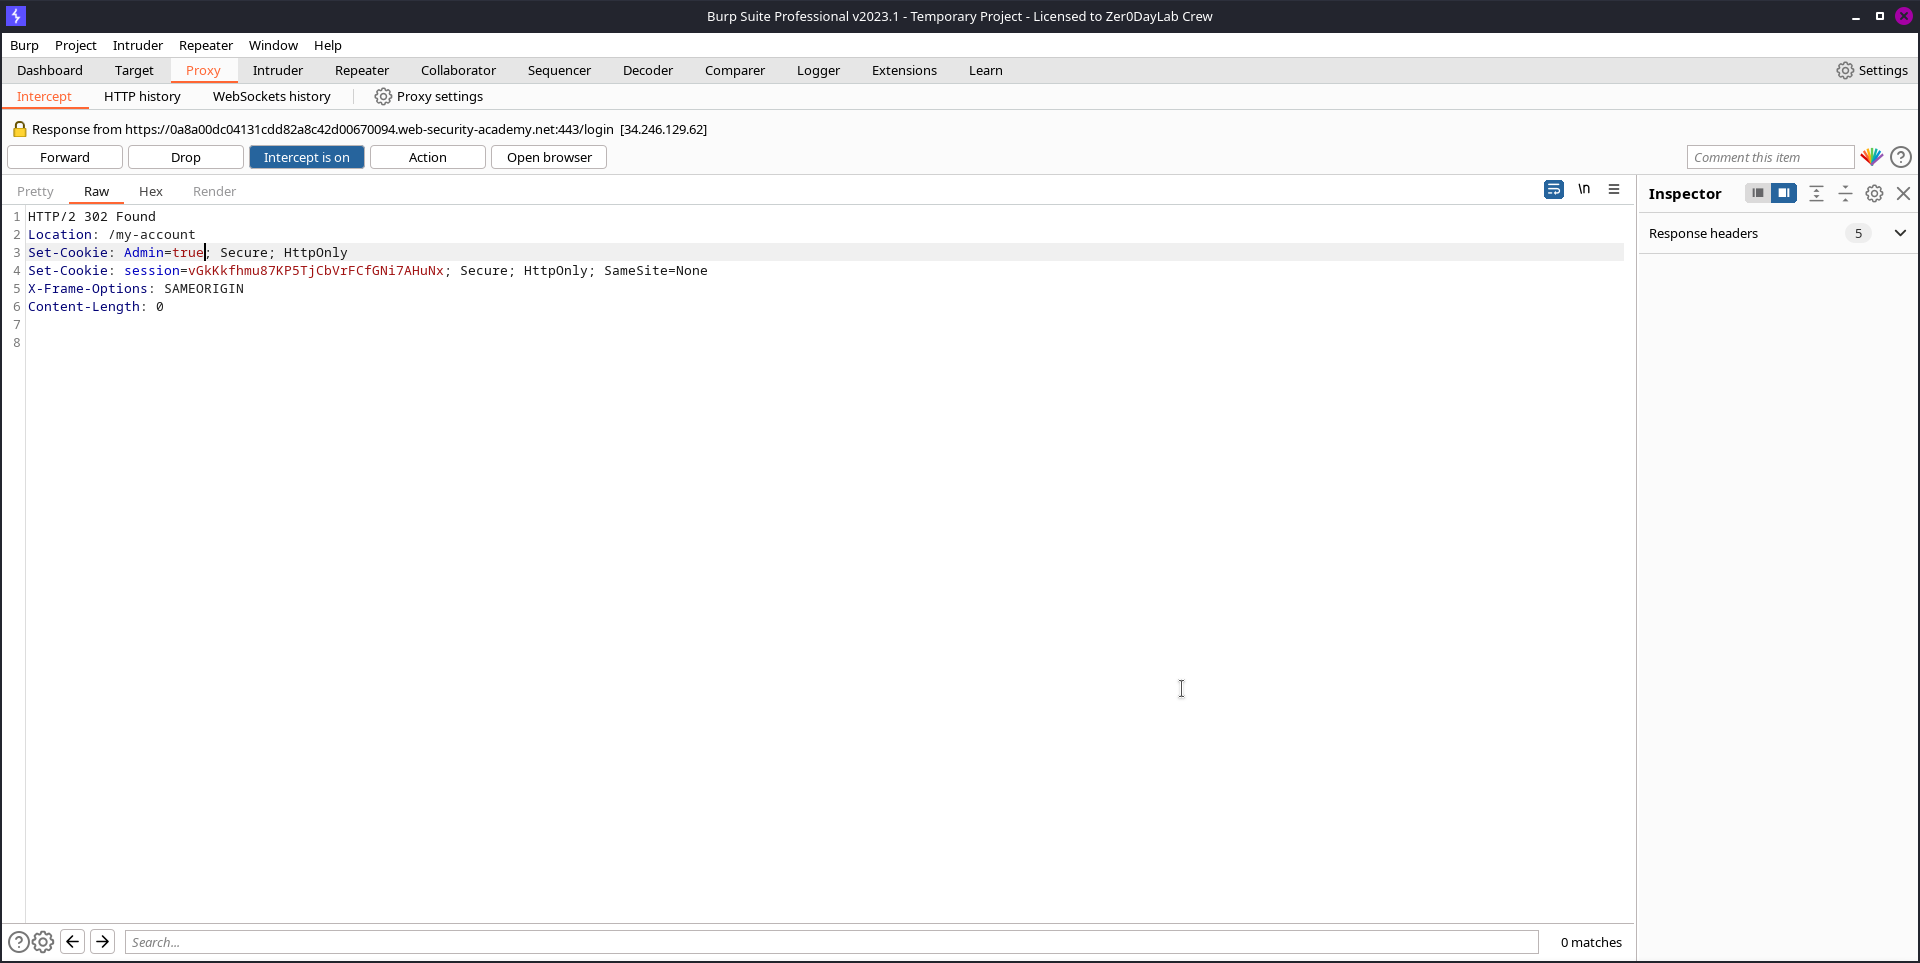 Burp Suite Professional v2023.1 - Temporary Project - Licensed to Zer0DayLab Crew
Burp Project Intruder Repeater Window Help
Dashboard Target Proxy Intruder Repeater Collaborator Sequencer Decoder Comparer Logger Extensions Learn Settings
Intercept HTTP history WebSockets history Proxy settings
Response from https://0a8a00dc04131cdd82a8c42d00670094.web-security-academy.net:443/login [34.246.129.62]
Forward Drop Intercept is on Action Open browser Comment this item
Pretty Raw Hex Render \n
Inspector
1 HTTP/2 302 Found
2 Location: /my-account
3 Set-Cookie: Admin=true; Secure; HttpOnly
4 Set-Cookie: session=vGkKkfhmu87KP5TjCbVrFCfGNi7AHuNx; Secure; HttpOnly; SameSite=None
5 X-Frame-Options: SAMEORIGIN
6 Content-Length: 0
7
8
Response headers 5
Search... 0 matches